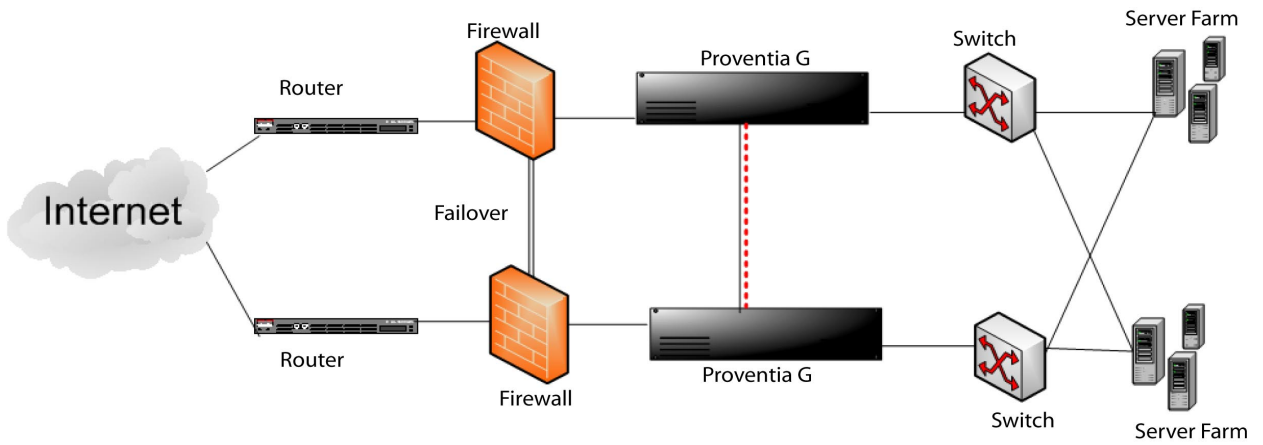 Server Farm
Firewall
Switch
Proventia G
Router
Internet
Failover
Router
Proventia G
Firewall
Switch
Server Farm